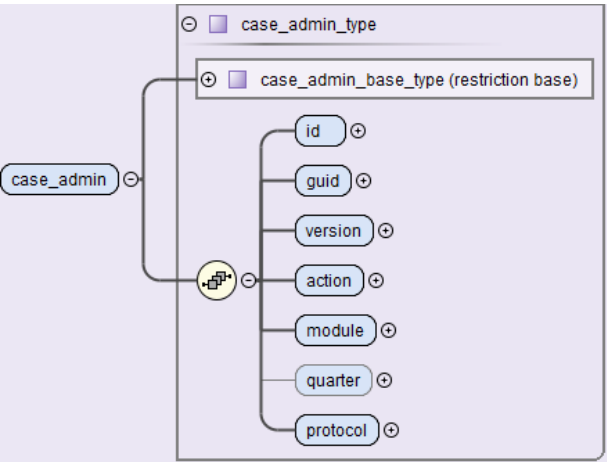 case_admin_type
case_admin_base_type (restriction base)
case_admin
id
guid
version
action
module
quarter
protocol